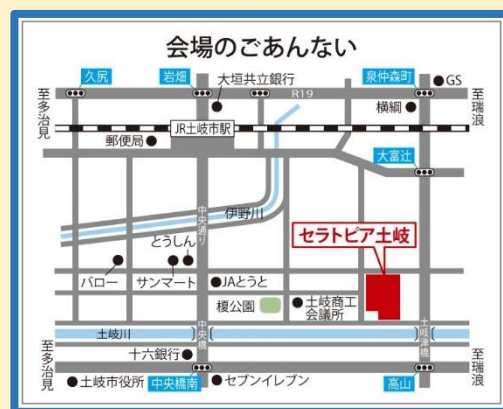 会場のごあんない
久尻
岩畑
大垣共立銀行
泉仲森町
GS
至多治見
R19
横綱
至瑞浪
JR土岐市駅
郵便局
大富辻
中央通り
伊野川
とうしん
セラトピア土岐
バロー
サンマート
JAとうと
榎公園
土岐商工
会議所
土岐川
中央橋
土岐津橋
至多治見
十六銀行
至瑞浪
土岐市役所
中央橋南
セブンイレブン
高山